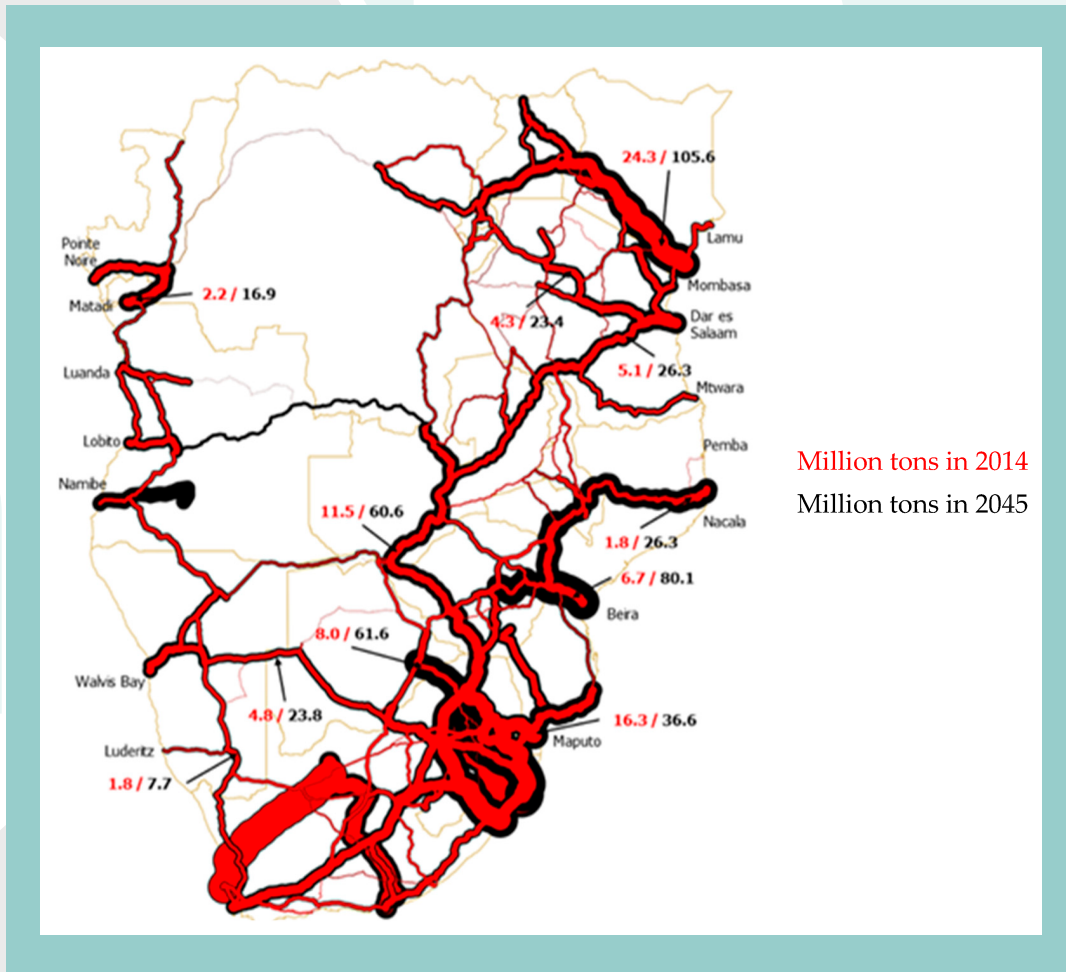 24.3 / 105.6
Lamu
Pointe
Noire
Mombasa
2.2 / 16.9
Matadi
4.3 / 23.4
Dar es
Salaam
5.1 / 26.3
Luanda
Mtwara
Lobito
Pemba
Million tons in 2014
Namibe
Million tons in 2045
11.5 / 60.6
Nacala
1.8 / 26.3
6.7 / 80.1
Beira
8.0 / 61.6
Walvis Bay
4.8 / 23.8
16.3 / 36.6
Maputo
Luderitz
1.8 / 7.7